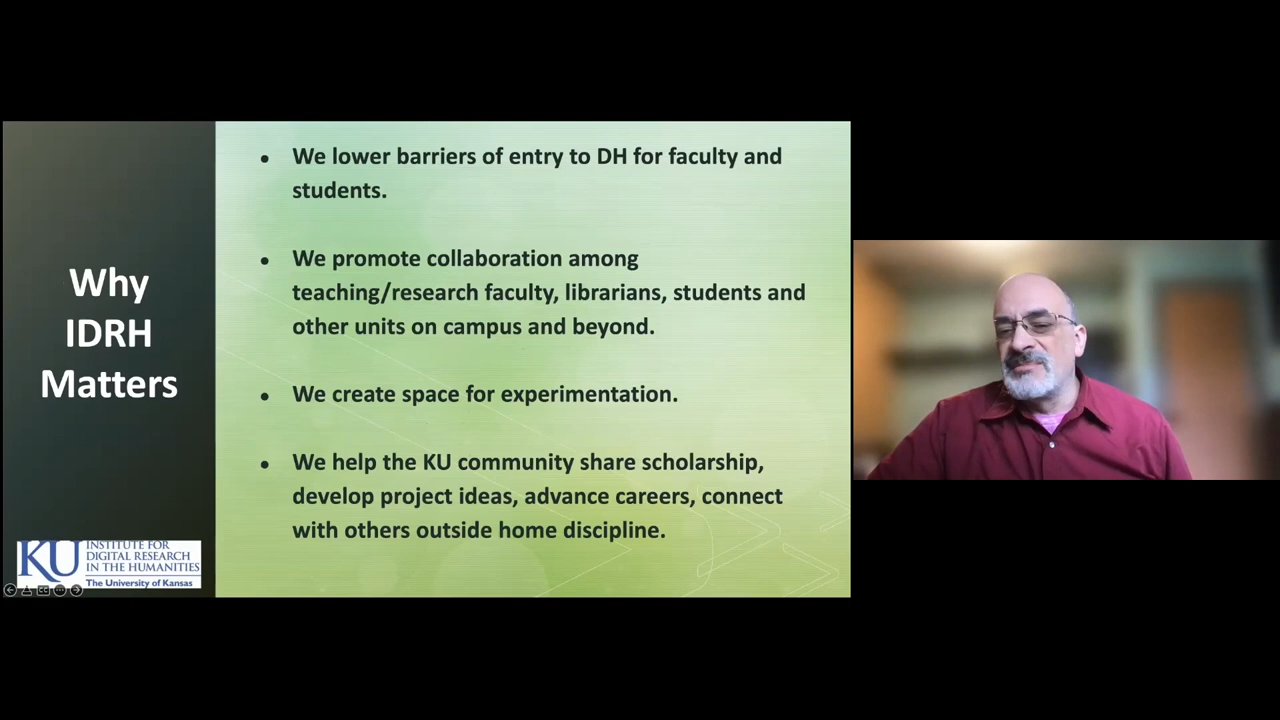 Why
IDRH
Matters
We lower barriers of entry to DH for faculty and
students.
We promote collaboration among
teaching/research faculty, librarians, students and
other units on campus and beyond.
We create space for experimentation.
We help the KU community share scholarship,
develop project ideas, advance careers, connect
with others outside home discipline.
KU
INSTITUTE FOR
DIGITAL RESEARCH
IN THE HUMANITIES
The University of Kansas